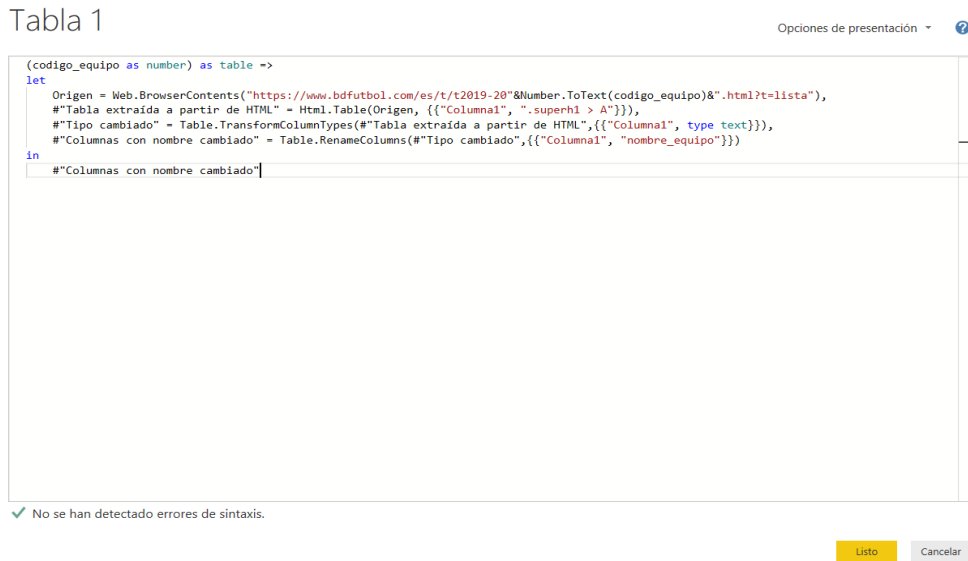 Tabla 1
Opciones de presentación
?
(codigo_equipo as number) as table =>
let
    Origen = Web.BrowserContents("https://www.bdfutbol.com/es/t/t2019-20"&Number.ToText(codigo_equipo)&".html?t=lista"),
    #"Tabla extraída a partir de HTML" = Html.Table(Origen, {{"Columna1", ".superh1 > A"}}),
    #"Tipo cambiado" = Table.TransformColumnTypes(#"Tabla extraída a partir de HTML",{{"Columna1", type text}}),
    #"Columnas con nombre cambiado" = Table.RenameColumns(#"Tipo cambiado",{{"Columna1", "nombre_equipo"}})
in
    #"Columnas con nombre cambiado"
No se han detectado errores de sintaxis.
Listo
Cancelar